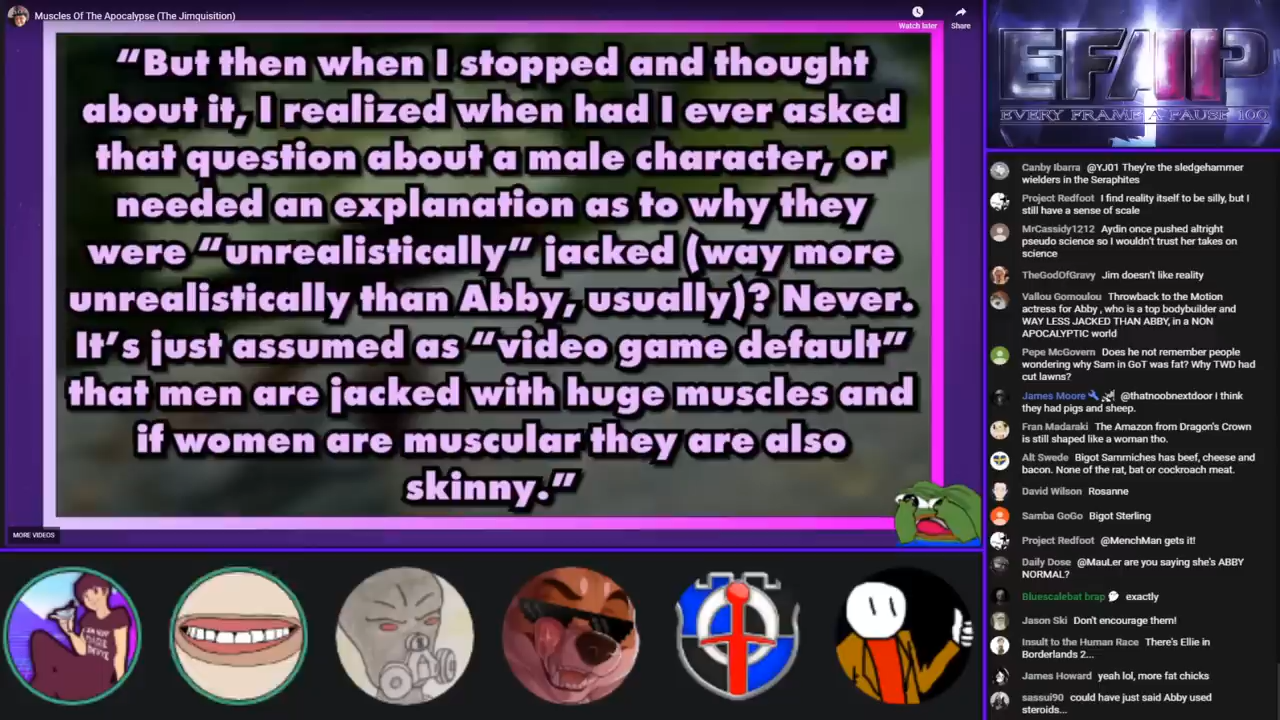 Muscles Of The Apocalypse (The Jimquisition)
Watch later
Share
“But then when I stopped and thought
about it, I realized when had I ever asked
that question about a male character, or
needed an explanation as to why they
were “unrealistically” jacked (way more
unrealistically than Abby, usually)? Never.
It’s just assumed as “video game default”
that men are jacked with huge muscles and
if women are muscular they are also
skinny.”
MORE VIDEOS
EFAP
EVERY FRAME A PAUSE 100
Canby Ibarra @YJ01 They're the sledgehammer
wielders in the Seraphites
Project Redfoot I find reality itself to be silly, but I
still have a sense of scale
MrCassidy1212 Aydin once pushed altright
pseudo science so I wouldn't trust her takes on
science
TheGodOfGravy Jim doesn't like reality
Vallou Gomoulou Throwback to the Motion
actress for Abby , who is a top bodybuilder and
WAY LESS JACKED THAN ABBY, in a NON
APOCALYPTIC world
Pepe McGovern Does he not remember people
wondering why Sam in GoT was fat? Why TWD had
cut lawns?
James Moore @thatnoobnextdoor I think
they had pigs and sheep.
Fran Madaraki The Amazon from Dragon's Crown
is still shaped like a woman tho.
Alt Swede Bigot Sammiches has beef, cheese and
bacon. None of the rat, bat or cockroach meat.
David Wilson Rosanne
Samba GoGo Bigot Sterling
Project Redfoot @MenchMan gets it!
Daily Dose @MauLer are you saying she's ABBY
NORMAL?
Bluescalebat brap exactly
Jason Ski Don't encourage them!
Insult to the Human Race There's Ellie in
Borderlands 2...
James Howard yeah lol, more fat chicks
sassui90 could have just said Abby used
steroids...